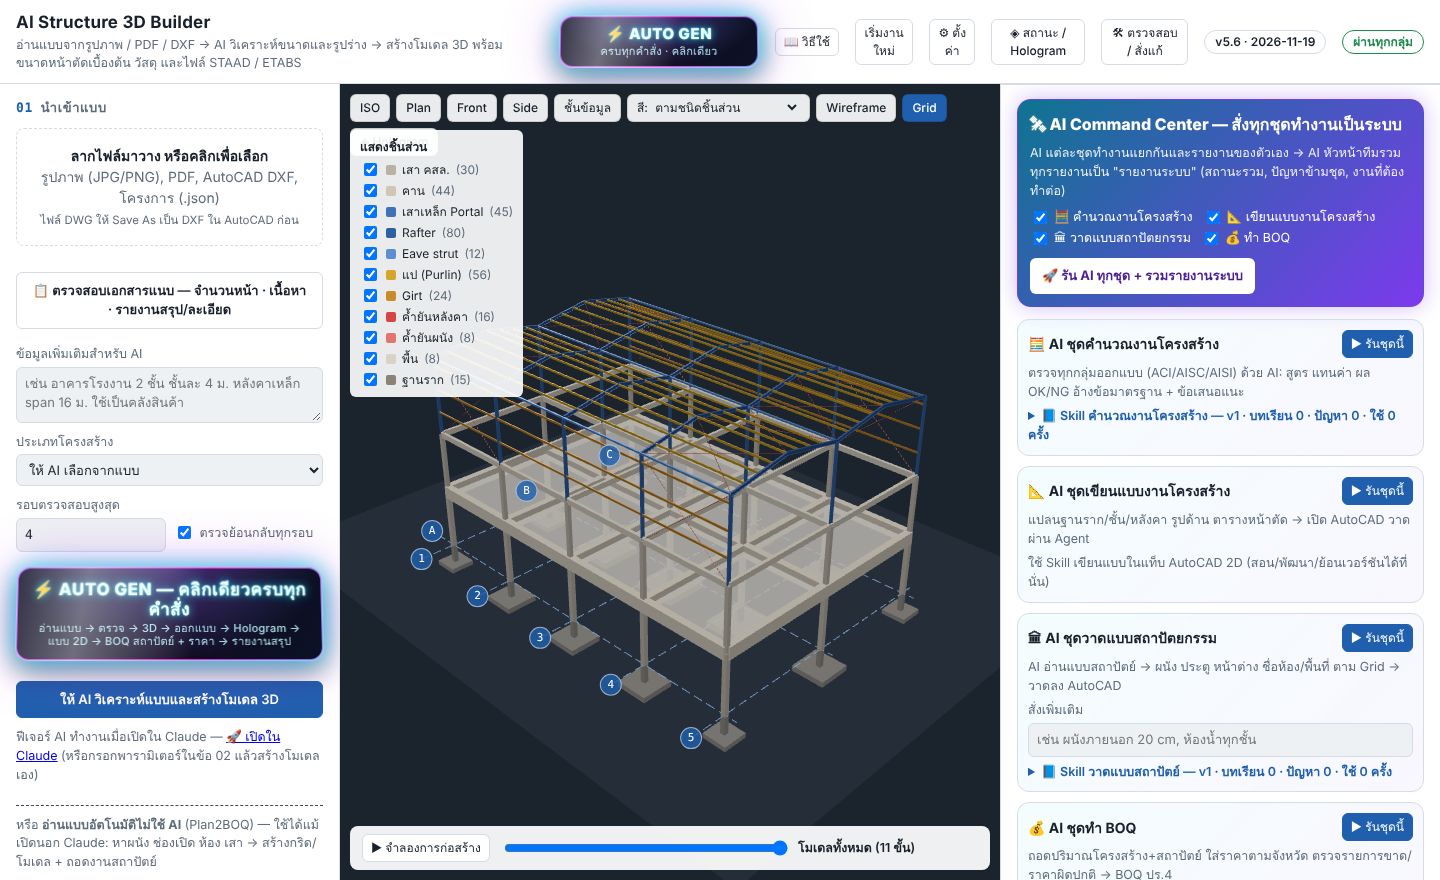 AI Structure 3D Builder
อ่านแบบจากรูปภาพ / PDF / DXF → AI วิเคราะห์ขนาดและรูปร่าง → สร้างโมเดล 3D พร้อม
ขนาดหน้าตัดเบื้องต้น วัสดุ และไฟล์ STAAD / ETABS
⚡ AUTO GEN
ครบทุกคำสั่ง · คลิกเดียว
📖 วิธีใช้
เริ่มงาน
ใหม่
⚙ ตั้ง
ค่า
◈ สถานะ /
Hologram
🛠 ตรวจสอบ
/ สั่งแก้
v5.6 · 2026-11-19
ผ่านทุกกลุ่ม
01 นำเข้าแบบ
ลากไฟล์มาวาง หรือคลิกเพื่อเลือก
รูปภาพ (JPG/PNG), PDF, AutoCAD DXF,
โครงการ (.json)
ไฟล์ DWG ให้ Save As เป็น DXF ใน AutoCAD ก่อน
📋 ตรวจสอบเอกสารแนบ — จำนวนหน้า · เนื้อหา
· รายงานสรุป/ละเอียด
ข้อมูลเพิ่มเติมสำหรับ AI
เช่น อาคารโรงงาน 2 ชั้น ชั้นละ 4 ม. หลังคาเหล็ก
span 16 ม. ใช้เป็นคลังสินค้า
ประเภทโครงสร้าง
ให้ AI เลือกจากแบบ
รอบตรวจสอบสูงสุด
4
ตรวจย้อนกลับทุกรอบ
⚡ AUTO GEN — คลิกเดียวครบทุก
คำสั่ง
อ่านแบบ → ตรวจ → 3D → ออกแบบ → Hologram →
แบบ 2D → BOQ สถาปัตย์ + ราคา → รายงานสรุป
ให้ AI วิเคราะห์แบบและสร้างโมเดล 3D
ฟีเจอร์ AI ทำงานเมื่อเปิดใน Claude — 🚀 เปิดใน
Claude (หรือกรอกพารามิเตอร์ในข้อ 02 แล้วสร้างโมเดล
เอง)
หรือ อ่านแบบอัตโนมัติไม่ใช้ AI (Plan2BOQ) — ใช้ได้แม้
เปิดนอก Claude: หาผนัง ช่องเปิด ห้อง เสา → สร้างกริด/
โมเดล + ถอดงานสถาปัตย์
ISO
Plan
Front
Side
ชั้นข้อมูล
สี: ตามชนิดชิ้นส่วน
Wireframe
Grid
แสดงชิ้นส่วน
เสา คสล. (30)
คาน (44)
เสาเหล็ก Portal (45)
Rafter (80)
Eave strut (12)
แป (Purlin) (56)
Girt (24)
ค้ำยันหลังคา (16)
ค้ำยันผนัง (8)
พื้น (8)
ฐานราก (15)
C
B
A
1
2
3
4
5
▶ จำลองการก่อสร้าง
โมเดลทั้งหมด (11 ชั้น)
🛰 AI Command Center — สั่งทุกชุดทำงานเป็นระบบ
AI แต่ละชุดทำงานแยกกันและรายงานของตัวเอง → AI หัวหน้าทีมรวม
ทุกรายงานเป็น "รายงานระบบ" (สถานะรวม, ปัญหาข้ามชุด, งานที่ต้อง
ทำต่อ)
🧮 คำนวณงานโครงสร้าง
📐 เขียนแบบงานโครงสร้าง
🏛 วาดแบบสถาปัตยกรรม
💰 ทำ BOQ
🚀 รัน AI ทุกชุด + รวมรายงานระบบ
🧮 AI ชุดคำนวณงานโครงสร้าง
▶ รันชุดนี้
ตรวจทุกกลุ่มออกแบบ (ACI/AISC/AISI) ด้วย AI: สูตร แทนค่า ผล
OK/NG อ้างข้อมาตรฐาน + ข้อเสนอแนะ
▶ 📘 Skill คำนวณงานโครงสร้าง — v1 · บทเรียน 0 · ปัญหา 0 · ใช้ 0
ครั้ง
📐 AI ชุดเขียนแบบงานโครงสร้าง
▶ รันชุดนี้
แปลนฐานราก/ชั้น/หลังคา รูปด้าน ตารางหน้าตัด → เปิด AutoCAD วาด
ผ่าน Agent
ใช้ Skill เขียนแบบในแท็บ AutoCAD 2D (สอน/พัฒนา/ย้อนเวอร์ชันได้ที่
นั่น)
🏛 AI ชุดวาดแบบสถาปัตยกรรม
▶ รันชุดนี้
AI อ่านแบบสถาปัตย์ → ผนัง ประตู หน้าต่าง ชื่อห้อง/พื้นที่ ตาม Grid →
วาดลง AutoCAD
สั่งเพิ่มเติม
เช่น ผนังภายนอก 20 cm, ห้องน้ำทุกชั้น
▶ 📘 Skill วาดแบบสถาปัตย์ — v1 · บทเรียน 0 · ปัญหา 0 · ใช้ 0 ครั้ง
💰 AI ชุดทำ BOQ
▶ รันชุดนี้
ถอดปริมาณโครงสร้าง+สถาปัตย์ ใส่ราคาตามจังหวัด ตรวจรายการขาด/
ราคาผิดปกติ → BOQ ปร.4